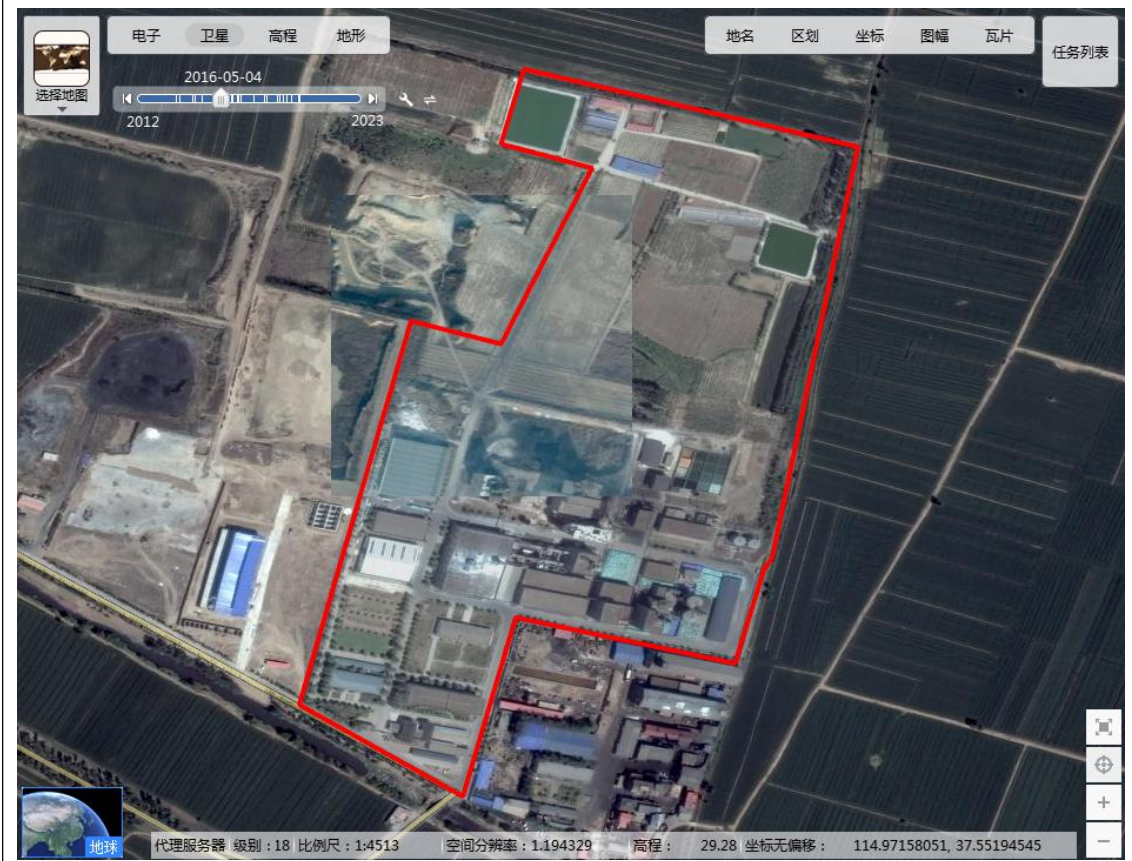 电子 卫星 高程 地形
地名 区划 坐标 图幅 瓦片
任务列表
选择地图
2016-05-04
2012 2023
地球
代理服务器 级别：18 比例尺：1:4513 空间分辨率：1.194329 高程： 29.28 坐标无偏移： 114.97158051, 37.55194545